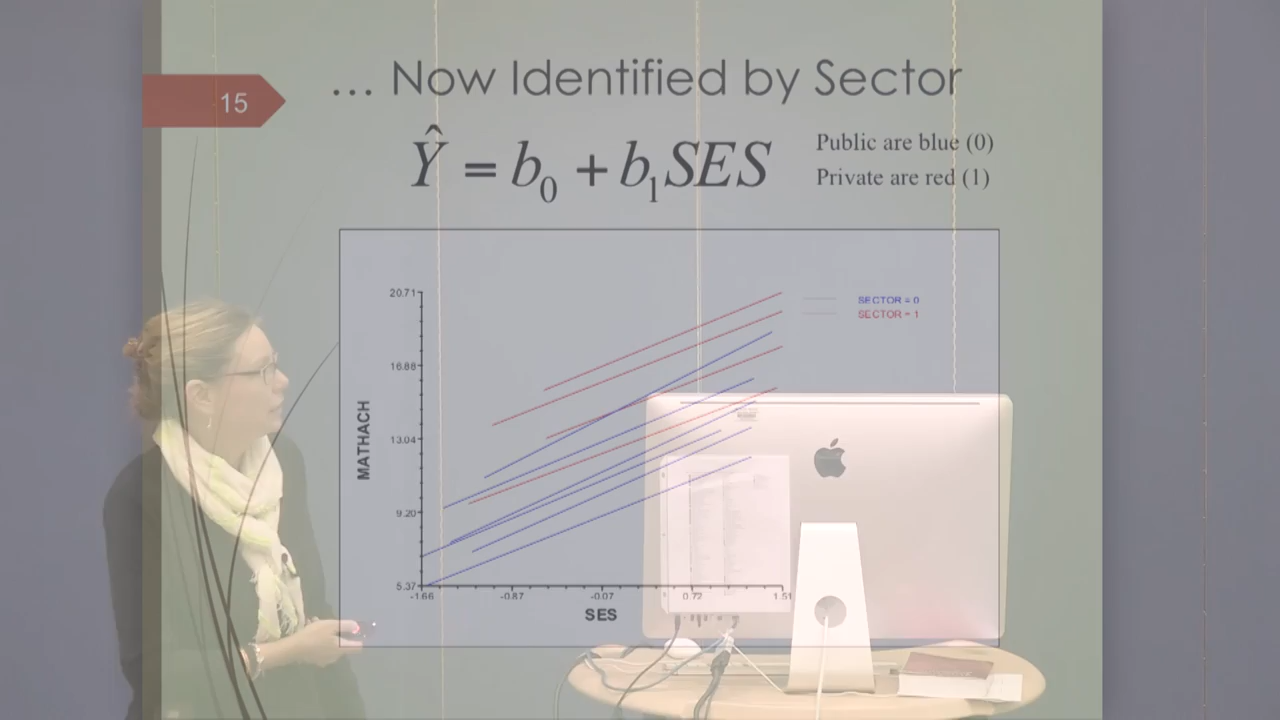 15
... Now Identified by Sector
Ŷ = b₀ + b₁SES
Public are blue (0)
Private are red (1)
SECTOR = 0
SECTOR = 1
20.71
16.88
13.04
9.20
5.37
MATHACH
-1.66 -0.87 -0.07 0.72 1.51
SES